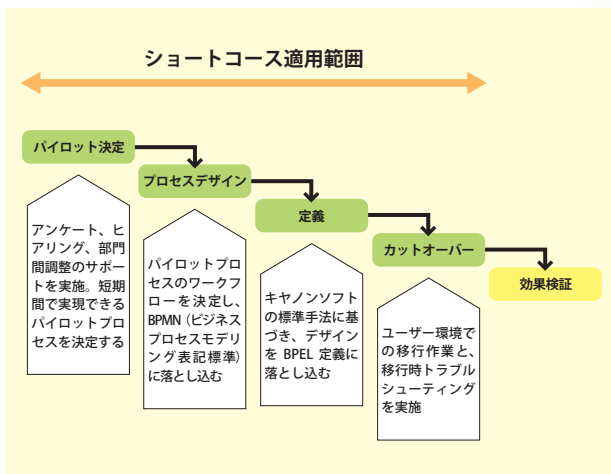 ショートコース適用範囲
パイロット決定
プロセスデザイン
定義
カットオーバー
効果検証
アンケート、ヒ
アリング、部門
間調整のサポー
トを実施。短期
間で実現できる
パイロットプロ
セスを決定する
パイロットプロ
セスのワークフ
ローを決定し、
BPMN（ビジネス
プロセスモデリ
ング表記標準）
に落とし込む
キヤノンソフト
の標準手法に基
づき、デザイン
を BPEL 定義に
落とし込む
ユーザー環境で
の移行作業と、
移行時トラブル
シューティング
を実施